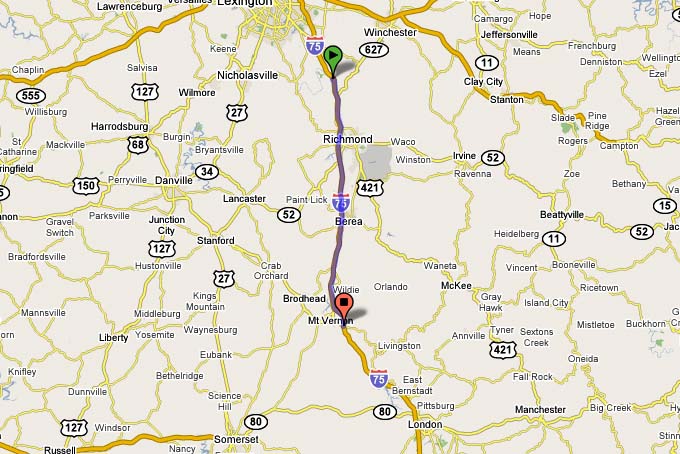 Lawrenceburg
Versailles
Lexington
Winchester
Camargo
Hope
Means
Jeffersonville
75
627
Keene
Frenchburg
Wellington
Denniston
Ezel
Chaplin
Salvisa
Nicholasville
Clay City
555
127
Wilmore
27
Stanton
Willisburg
Hazel
Green
Harrodsburg
Slade
Pine
Ridge
Mackville
68
Burgin
Bryantsville
Richmond
Waco
Rogers
Campton
Winston
Irvine
52
34
Ravenna
Zoe
150
Perryville
Danville
421
Bethany
Lancaster
Paint Lick
75
15
Parksville
Junction
City
52
Berea
Beattyville
Gravel
Switch
Stanford
11
52
127
Heidelberg
Bradfordsville
Hustonville
Crab
Orchard
Waneta
Vincent
Booneville
27
McKee
Wildie
Orlando
Kings
Mountain
Brodhead
Gray
Hawk
Island City
Ricetown
Mannsville
Middleburg
Mt Vernon
11
Mistletoe
Buckhorn
Liberty
Yosemite
Waynesburg
Annville
Tyner
Sextons
Creek
Eubank
Livingston
421
Oneida
Knifley
Bethelridge
75
East
Bernstadt
Fall Rock
Dunnville
Science
Hill
80
Pittsburg
Manchester
Big Creek
127
Windsor
80
London
Somerset
Russell
Nancy